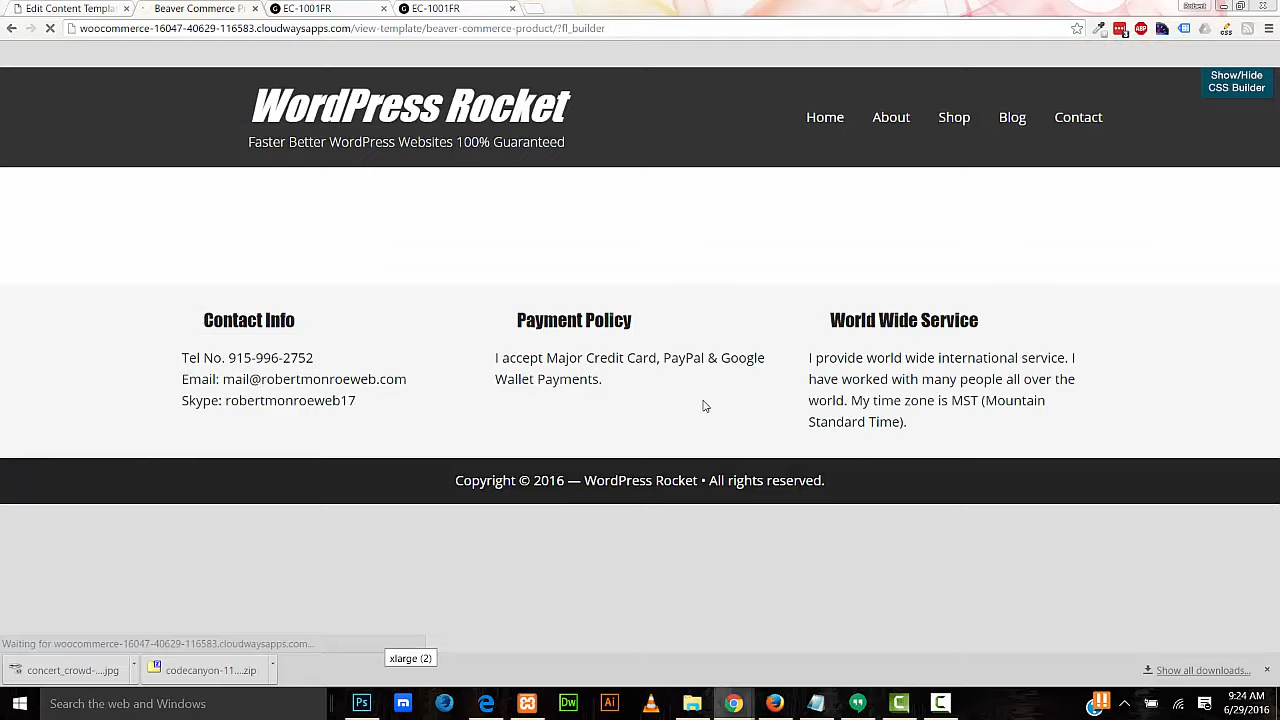 Edit Content Templa
Beaver Commerce P
EC-1001FR
EC-1001FR
Robert
woocommerce-16047-40629-116583.cloudwaysapps.com/view-template/beaver-commerce-product/?fl_builder
Show/Hide
CSS Builder
WordPress Rocket
Faster Better WordPress Websites 100% Guaranteed
Home
About
Shop
Blog
Contact
Contact Info
Tel No. 915-996-2752
Email: mail@robertmonroeweb.com
Skype: robertmonroeweb17
Payment Policy
I accept Major Credit Card, PayPal & Google
Wallet Payments.
World Wide Service
I provide world wide international service. I
have worked with many people all over the
world. My time zone is MST (Mountain
Standard Time).
Copyright © 2016 — WordPress Rocket • All rights reserved.
Waiting for woocommerce-16047-40629-116583.cloudwaysapps.com...
xlarge (2)
concert_crowd-....jpg
codecanyon-11....zip
Show all downloads...
Search the web and Windows
Ps
Dw
Ai
9:24 AM
6/29/2016